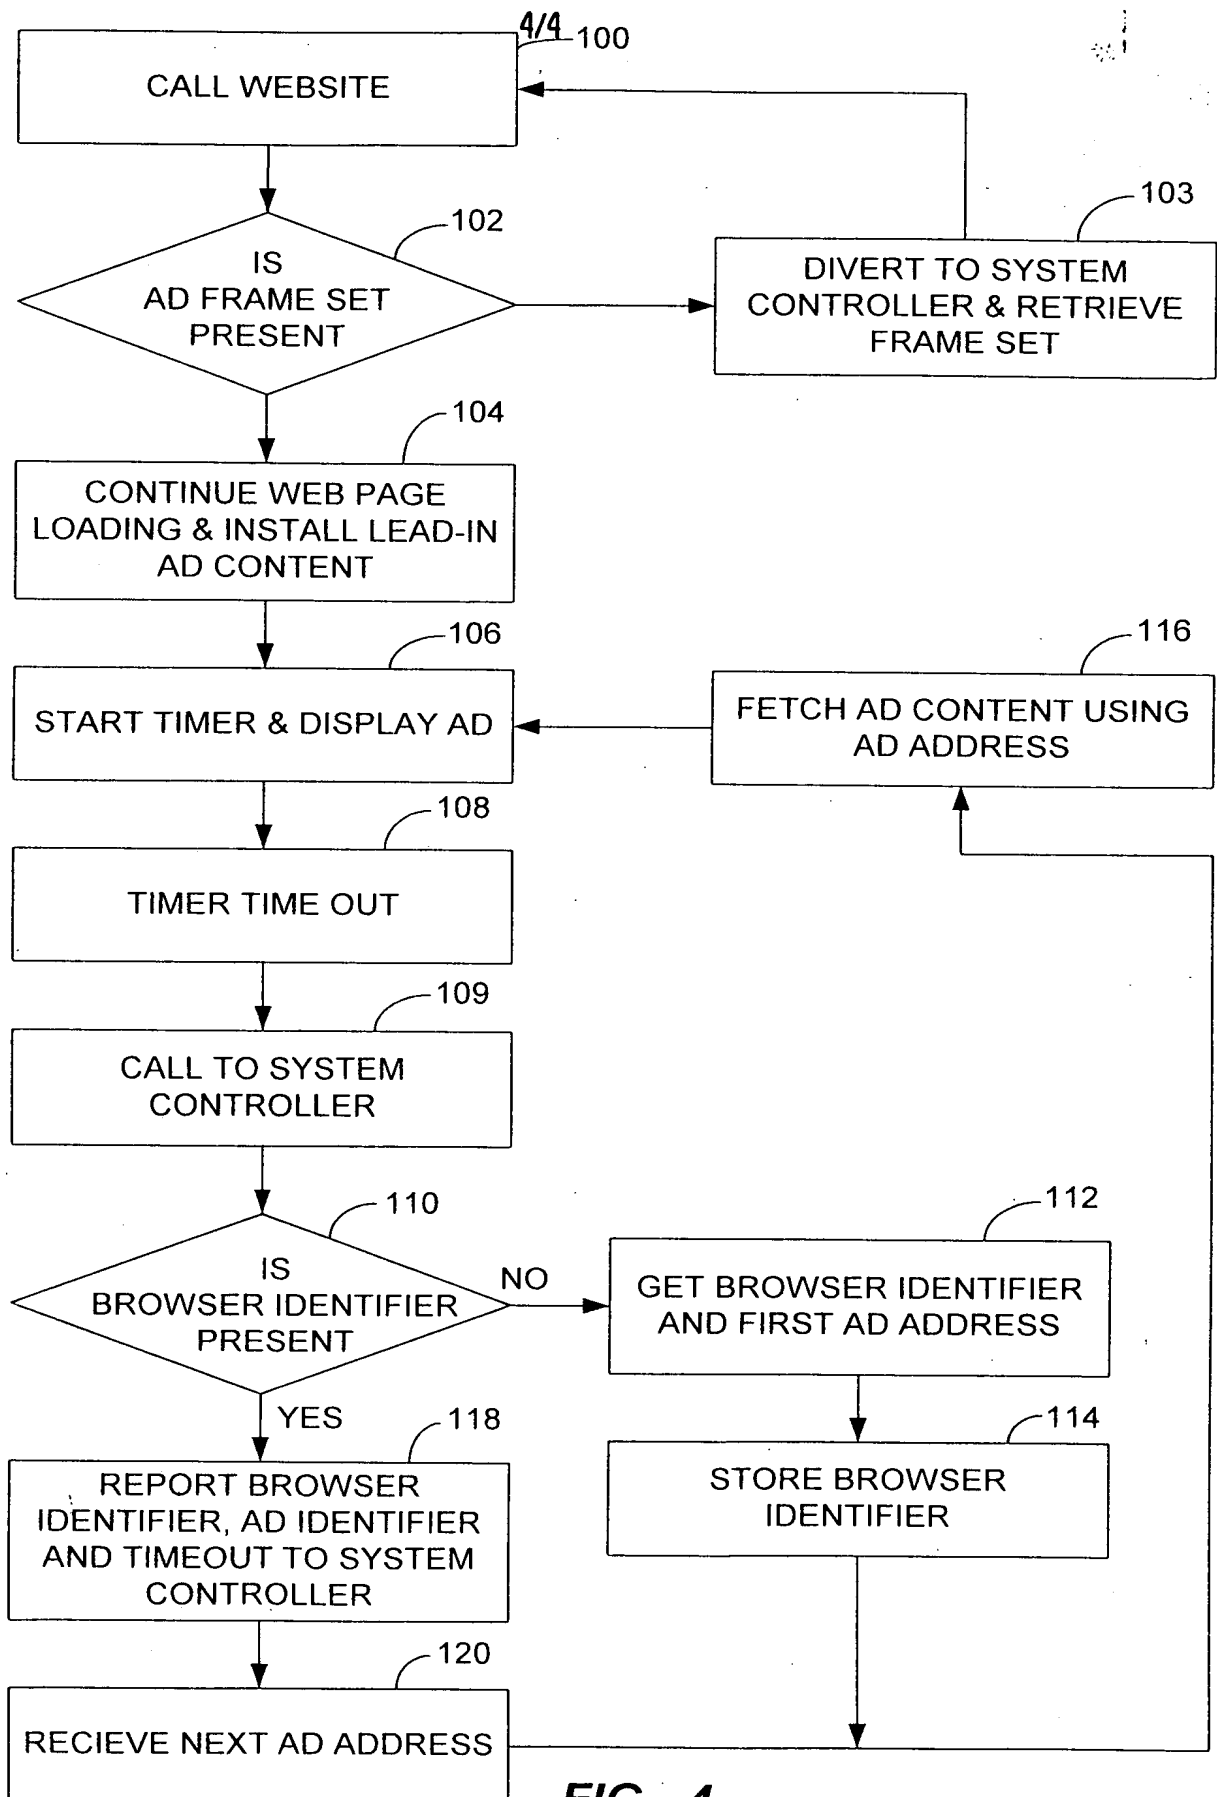 4/4
100
CALL WEBSITE
103
102
IS
AD FRAME SET
PRESENT
DIVERT TO SYSTEM
CONTROLLER & RETRIEVE
FRAME SET
104
CONTINUE WEB PAGE
LOADING & INSTALL LEAD-IN
AD CONTENT
106
START TIMER & DISPLAY AD
116
FETCH AD CONTENT USING
AD ADDRESS
108
TIMER TIME OUT
109
CALL TO SYSTEM
CONTROLLER
110
IS
BROWSER IDENTIFIER
PRESENT
NO
112
GET BROWSER IDENTIFIER
AND FIRST AD ADDRESS
YES
118
REPORT BROWSER
IDENTIFIER, AD IDENTIFIER
AND TIMEOUT TO SYSTEM
CONTROLLER
114
STORE BROWSER
IDENTIFIER
120
RECIEVE NEXT AD ADDRESS
FIG. 4